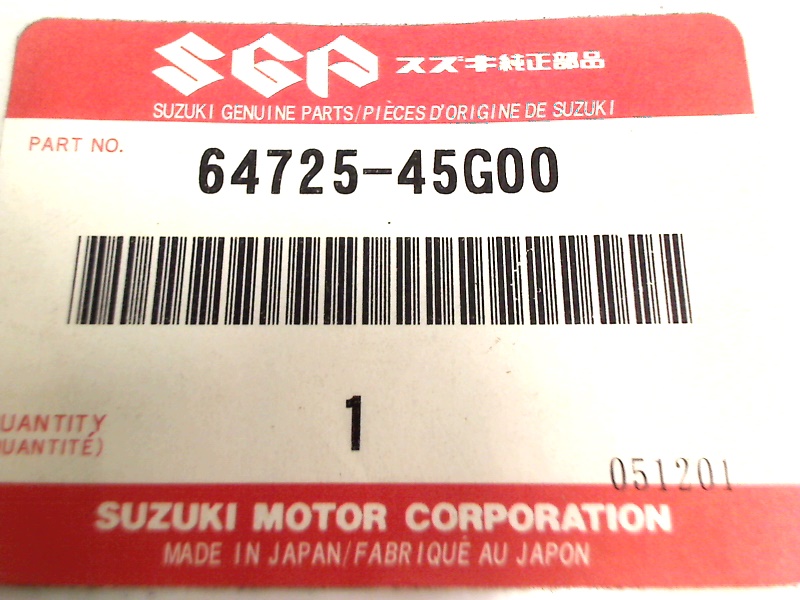 SGP スズキ純正部品
SUZUKI GENUINE PARTS/PIÈCES D'ORIGINE DE SUZUKI
PART NO. 64725-45G00
1
UANTITY
UANTITÉ)
051201
SUZUKI MOTOR CORPORATION
MADE IN JAPAN/FABRIQUÉ AU JAPON